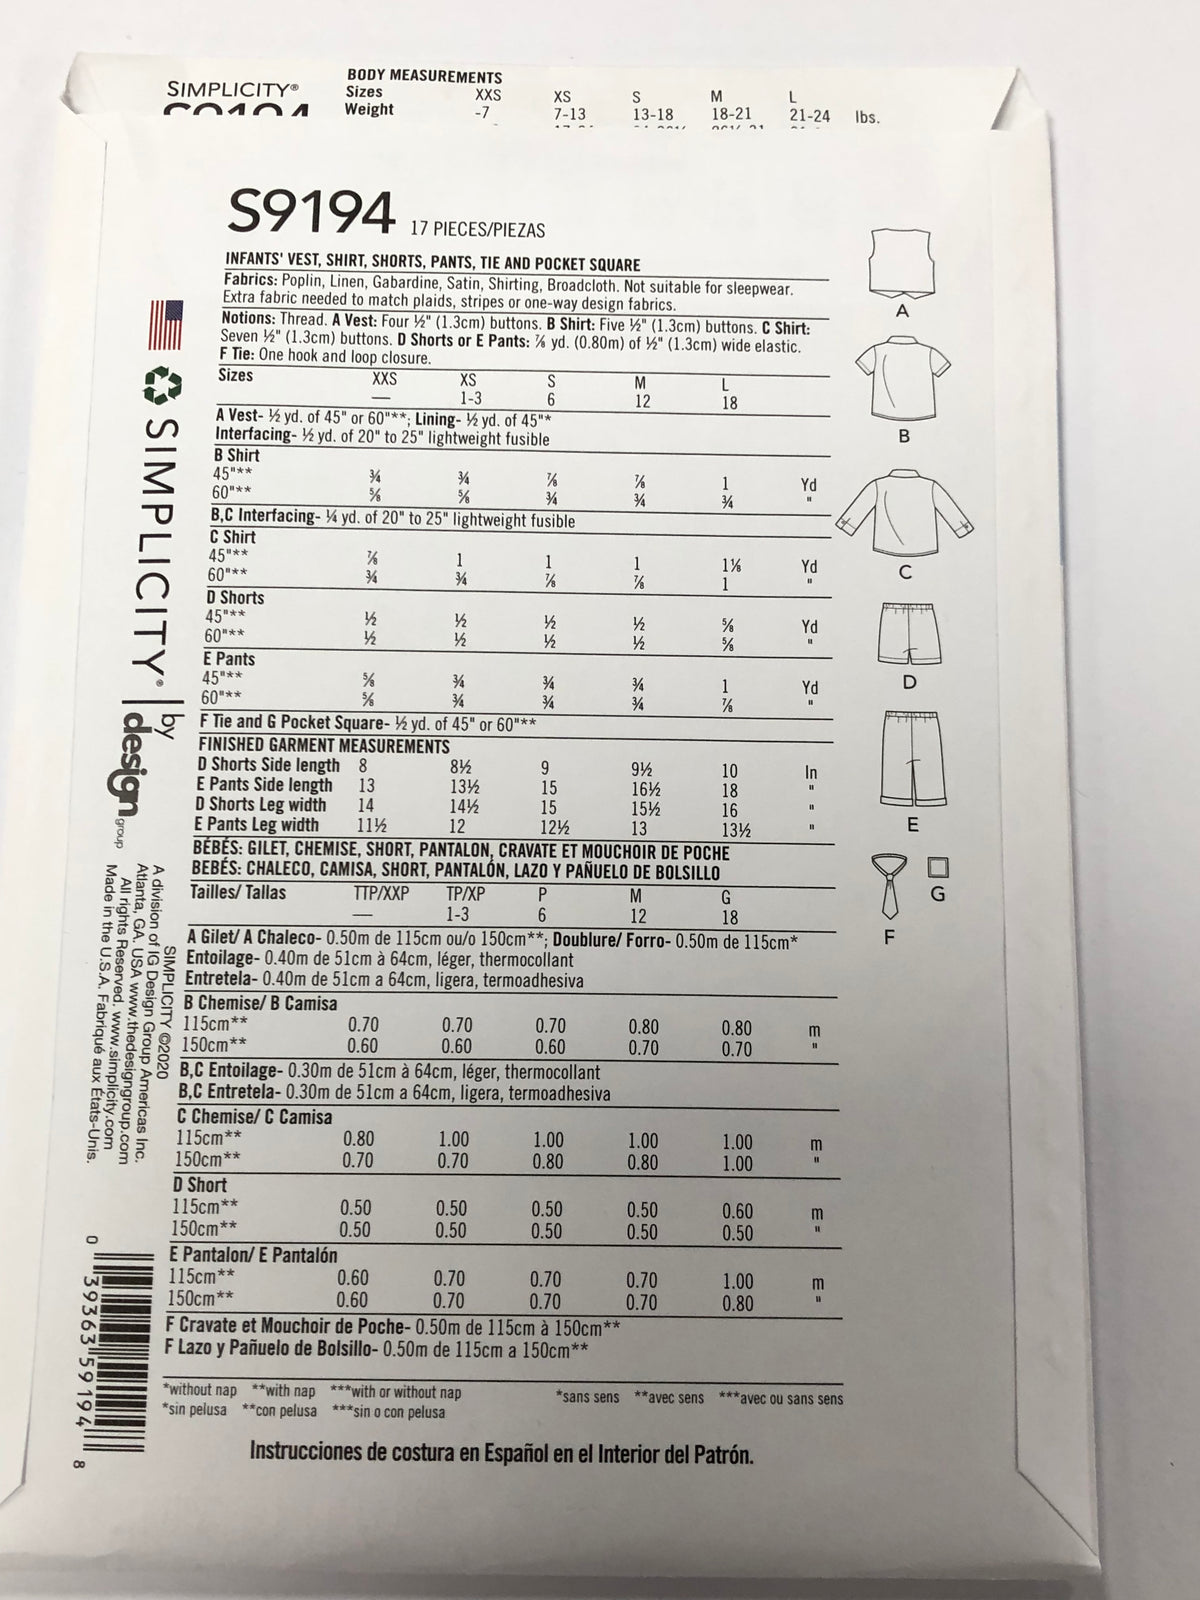 SIMPLICITY®
BODY MEASUREMENTS
Sizes XXS XS S M L
Weight -7 7-13 13-18 18-21 21-24 lbs.
S9194 17 PIECES/PIEZAS
INFANTS' VEST, SHIRT, SHORTS, PANTS, TIE AND POCKET SQUARE
Fabrics: Poplin, Linen, Gabardine, Satin, Shirting, Broadcloth. Not suitable for sleepwear.
Extra fabric needed to match plaids, stripes or one-way design fabrics.
Notions: Thread. A Vest: Four ½" (1.3cm) buttons. B Shirt: Five ½" (1.3cm) buttons. C Shirt:
Seven ½" (1.3cm) buttons. D Shorts or E Pants: ⅞ yd. (0.80m) of ½" (1.3cm) wide elastic.
F Tie: One hook and loop closure.
Sizes XXS XS S M L
— 1-3 6 12 18
A Vest- ½ yd. of 45" or 60"**; Lining- ½ yd. of 45"*
Interfacing- ½ yd. of 20" to 25" lightweight fusible
B Shirt
45"** ¾ ¾ ⅞ ⅞ 1 Yd
60"** ⅝ ⅝ ¾ ¾ ¾ "
B,C Interfacing- ¼ yd. of 20" to 25" lightweight fusible
C Shirt
45"** ⅞ 1 1 1 1⅛ Yd
60"** ¾ ¾ ⅞ ⅞ 1 "
D Shorts
45"** ½ ½ ½ ½ ⅝ Yd
60"** ½ ½ ½ ½ ⅝ "
E Pants
45"** ⅝ ¾ ¾ ¾ 1 Yd
60"** ⅝ ¾ ¾ ¾ ⅞ "
F Tie and G Pocket Square- ½ yd. of 45" or 60"**
FINISHED GARMENT MEASUREMENTS
D Shorts Side length 8 8½ 9 9½ 10 In
E Pants Side length 13 13½ 15 16½ 18 "
D Shorts Leg width 14 14½ 15 15½ 16 "
E Pants Leg width 11½ 12 12½ 13 13½ "
BÉBÉS: GILET, CHEMISE, SHORT, PANTALON, CRAVATE ET MOUCHOIR DE POCHE
BEBÉS: CHALECO, CAMISA, SHORT, PANTALÓN, LAZO Y PAÑUELO DE BOLSILLO
Tailles/ Tallas TTP/XXP TP/XP P M G
— 1-3 6 12 18
A Gilet/ A Chaleco- 0.50m de 115cm ou/o 150cm**; Doublure/ Forro- 0.50m de 115cm*
Entoilage- 0.40m de 51cm à 64cm, léger, thermocollant
Entretela- 0.40m de 51cm a 64cm, ligera, termoadhesiva
B Chemise/ B Camisa
115cm** 0.70 0.70 0.70 0.80 0.80 m
150cm** 0.60 0.60 0.60 0.70 0.70 "
B,C Entoilage- 0.30m de 51cm à 64cm, léger, thermocollant
B,C Entretela- 0.30m de 51cm a 64cm, ligera, termoadhesiva
C Chemise/ C Camisa
115cm** 0.80 1.00 1.00 1.00 1.00 m
150cm** 0.70 0.70 0.80 0.80 1.00 "
D Short
115cm** 0.50 0.50 0.50 0.50 0.60 m
150cm** 0.50 0.50 0.50 0.50 0.50 "
E Pantalon/ E Pantalón
115cm** 0.60 0.70 0.70 0.70 1.00 m
150cm** 0.60 0.70 0.70 0.70 0.80 "
F Cravate et Mouchoir de Poche- 0.50m de 115cm à 150cm**
F Lazo y Pañuelo de Bolsillo- 0.50m de 115cm a 150cm**
*without nap **with nap ***with or without nap *sans sens **avec sens ***avec ou sans sens
*sin pelusa **con pelusa ***sin o con pelusa
Instrucciones de costura en Español en el Interior del Patrón.
A
B
C
D
E
F
G
SIMPLICITY® by design group
SIMPLICITY ©2020
A division of IG Design Group Americas Inc.
Atlanta, GA. USA www.thedesigngroup.com
All rights Reserved. www.simplicity.com
Made in the U.S.A. Fabriqué aux États-Unis.
0 39363 59194 8